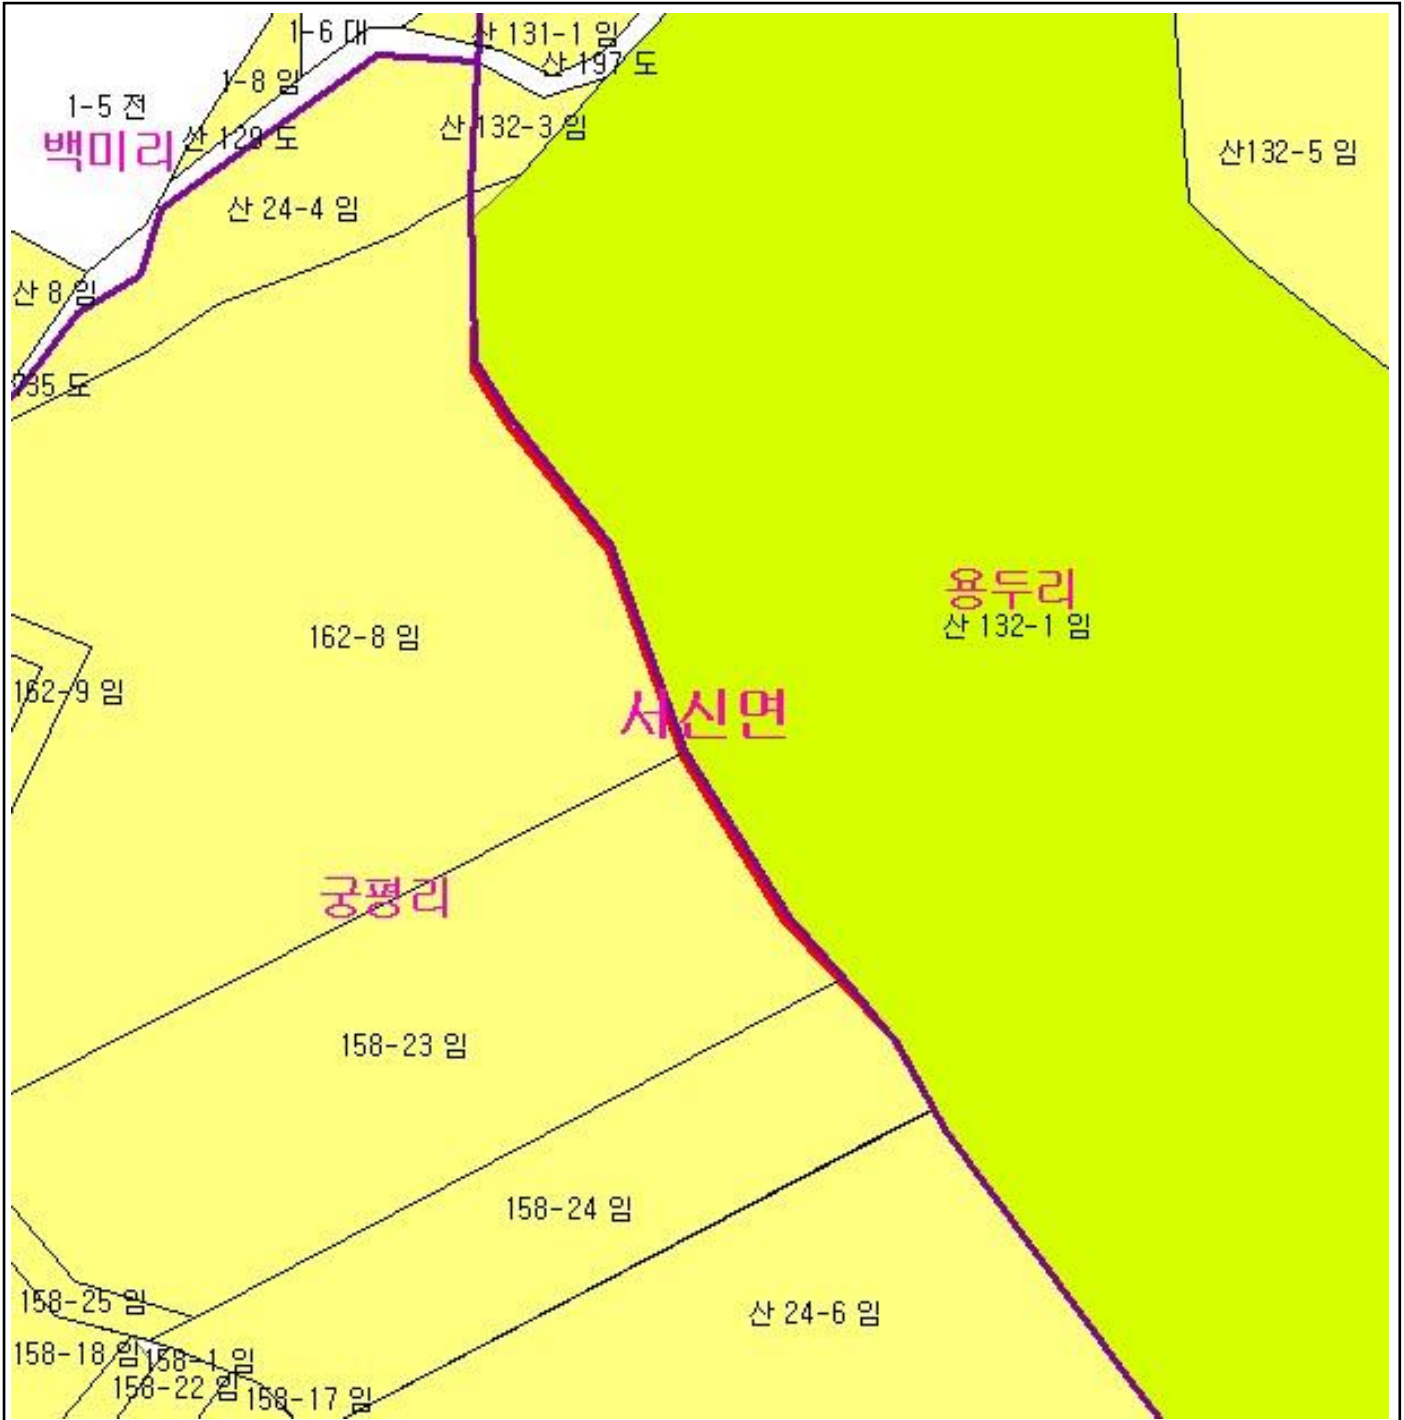 1-6 대
산 131-1 임
산 197 도
1-8 임
1-5 전
산 132-3 임
산 129 도
백미리
산132-5 임
산 24-4 임
산 8 임
735 도
용두리
산 132-1 임
162-8 임
162-9 임
서신면
궁평리
158-23 임
158-24 임
158-25 임
산 24-6 임
158-18 임
158-1 임
158-22 임
158-17 임